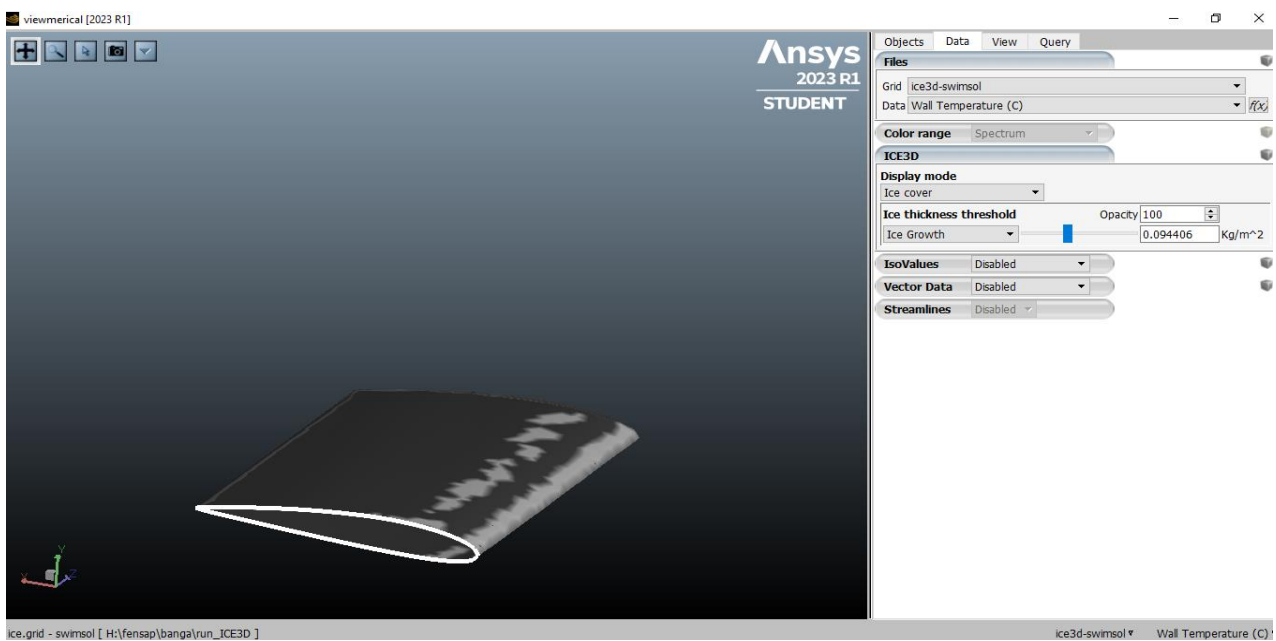 viewmerical [2023 R1]
Ansys
2023 R1
STUDENT
Objects Data View Query
Files
Grid ice3d-swimsol
Data Wall Temperature (C) f(x)
Color range Spectrum
ICE3D
Display mode
Ice cover
Ice thickness threshold Opacity 100
Ice Growth 0.094406 Kg/m^2
IsoValues Disabled
Vector Data Disabled
Streamlines Disabled
Y
X Z
ice.grid - swimsol [ H:\fensap\banga\run_ICE3D ] ice3d-swimsol Wall Temperature (C)